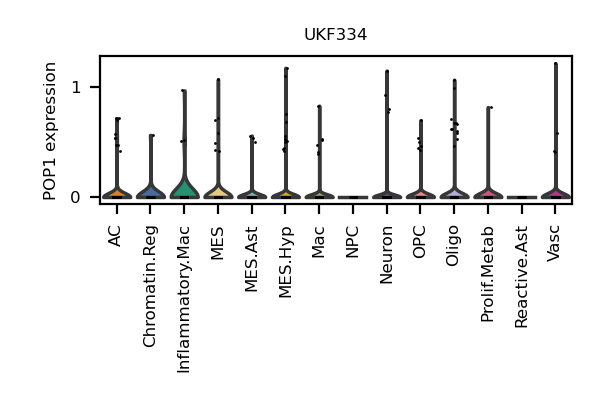 UKF334
POP1 expression
1
0
AC
Chromatin.Reg
Inflammatory.Mac
MES
MES.Ast
MES.Hyp
Mac
NPC
Neuron
OPC
Oligo
Prolif.Metab
Reactive.Ast
Vasc